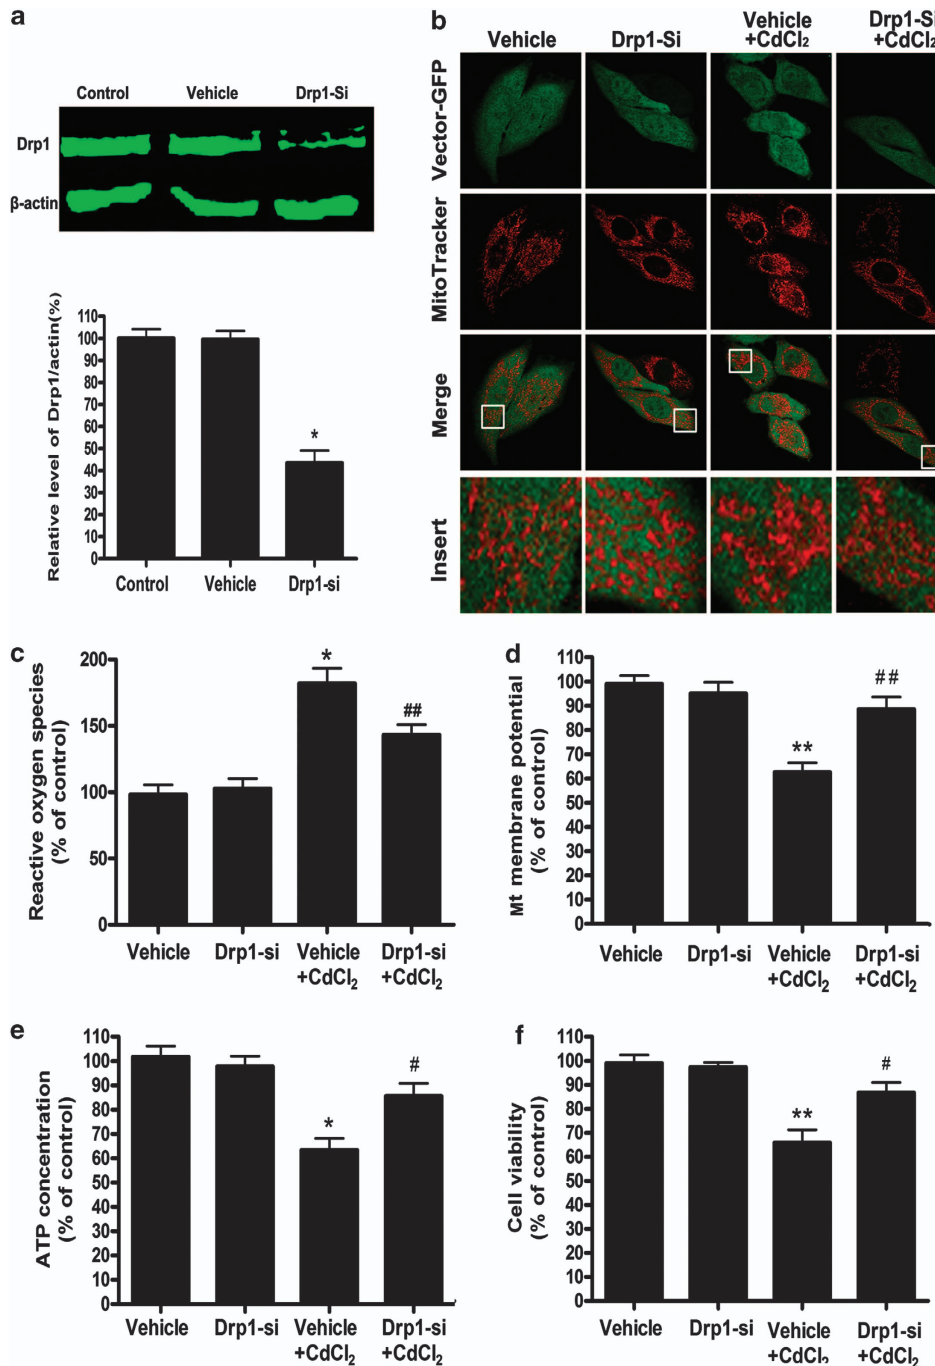 a
Control Vehicle Drp1-Si
Drp1
β-actin
Relative level of Drp1/actin(%)
110
100
90
80
70
60
50
40
30
20
10
0
*
Control Vehicle Drp1-si
b
Vehicle Drp1-Si Vehicle +CdCl₂ Drp1-Si +CdCl₂
Vector-GFP
MitoTracker
Merge
Insert
c
Reactive oxygen species
(% of control)
200
150
100
50
0
*
##
Vehicle Drp1-si Vehicle Drp1-si
+CdCl₂ +CdCl₂
d
Mt membrane potential
(% of control)
110
100
90
80
70
60
50
40
30
20
10
0
**
##
Vehicle Drp1-si Vehicle Drp1-si
+CdCl₂ +CdCl₂
e
ATP concentration
(% of control)
110
100
90
80
70
60
50
40
30
20
10
0
*
#
Vehicle Drp1-si Vehicle Drp1-si
+CdCl₂ +CdCl₂
f
Cell viability
(% of control)
110
100
90
80
70
60
50
40
30
20
10
0
**
#
Vehicle Drp1-si Vehicle Drp1-si
+CdCl₂ +CdCl₂